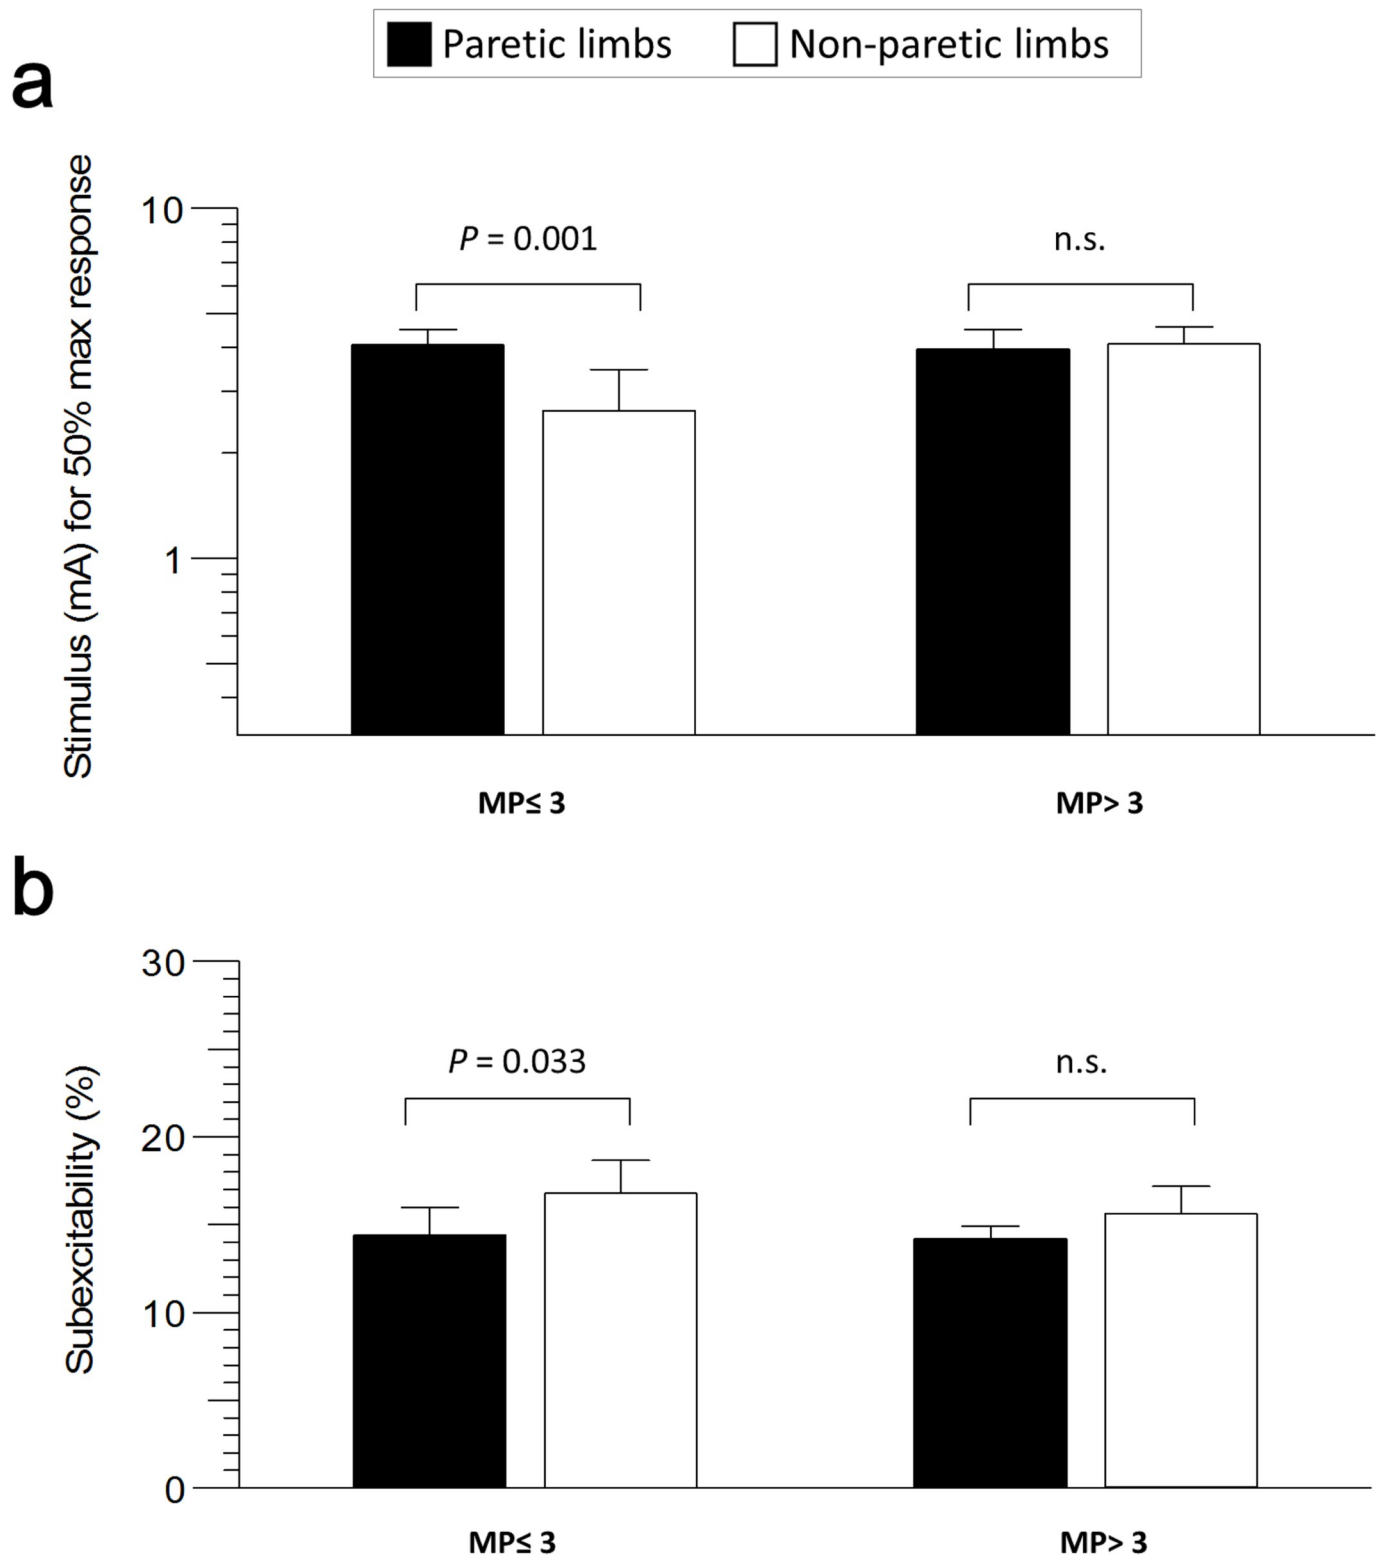 Paretic limbs Non-paretic limbs
a
Stimulus (mA) for 50% max response
10
1
P = 0.001
n.s.
MP≤ 3
MP> 3
b
Subexcitability (%)
30
20
10
0
P = 0.033
n.s.
MP≤ 3
MP> 3